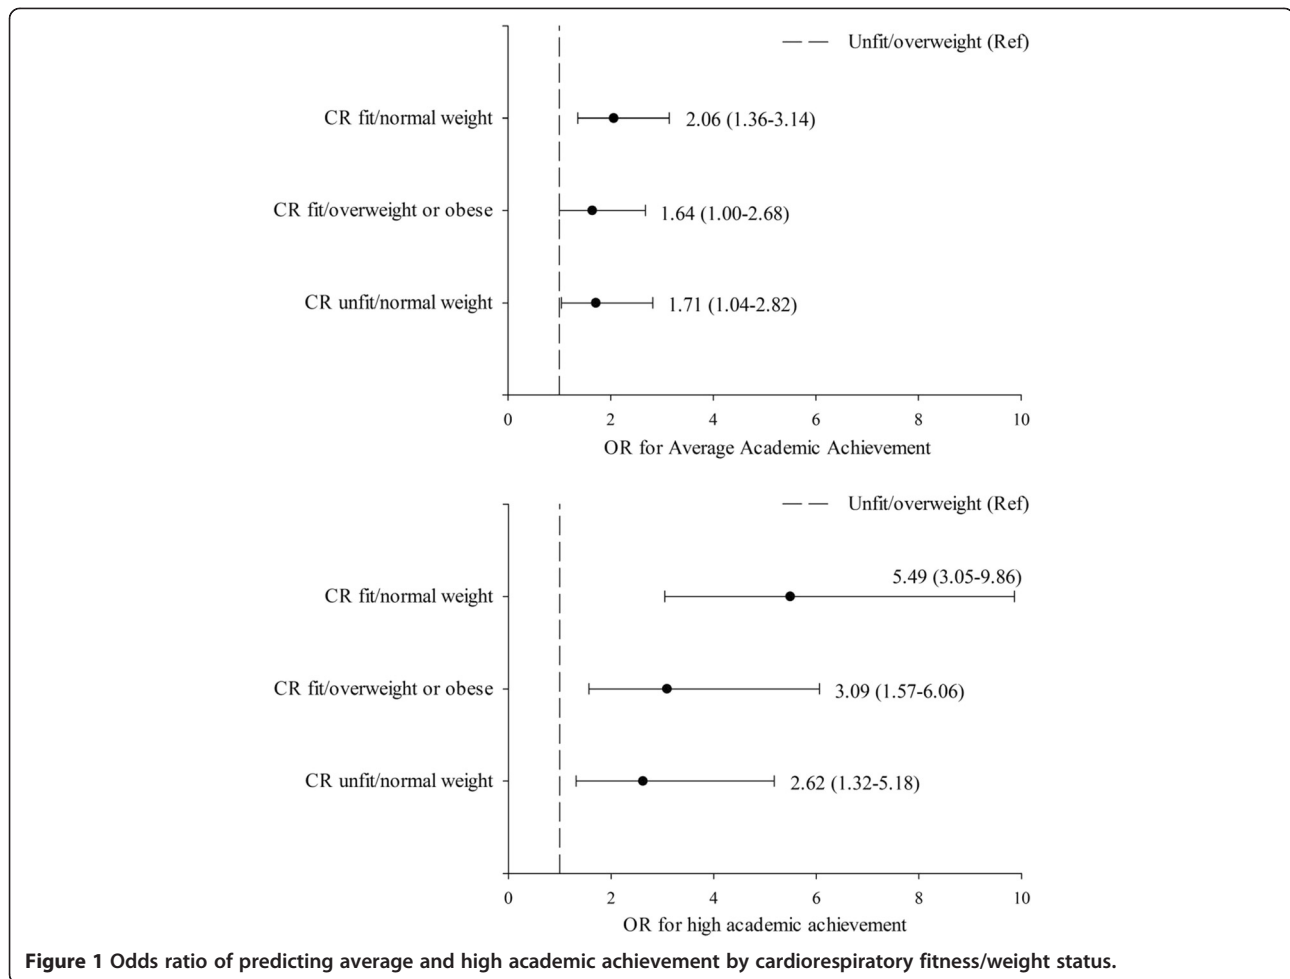 Unfit/overweight (Ref)
CR fit/normal weight
2.06 (1.36-3.14)
CR fit/overweight or obese
1.64 (1.00-2.68)
CR unfit/normal weight
1.71 (1.04-2.82)
0 2 4 6 8 10
OR for Average Academic Achievement
Unfit/overweight (Ref)
5.49 (3.05-9.86)
CR fit/normal weight
CR fit/overweight or obese
3.09 (1.57-6.06)
CR unfit/normal weight
2.62 (1.32-5.18)
0 2 4 6 8 10
OR for high academic achievement
Figure 1 Odds ratio of predicting average and high academic achievement by cardiorespiratory fitness/weight status.